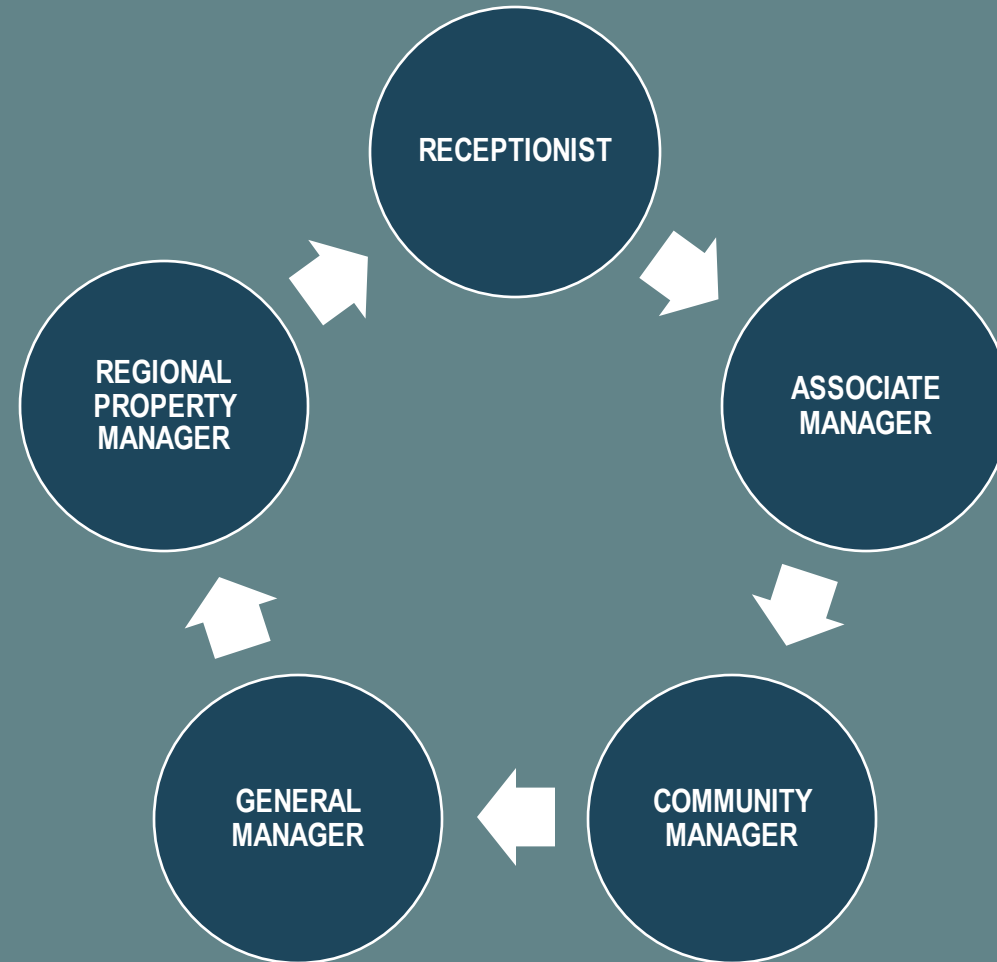 RECEPTIONIST
ASSOCIATE
MANAGER
COMMUNITY
MANAGER
GENERAL
MANAGER
REGIONAL
PROPERTY
MANAGER